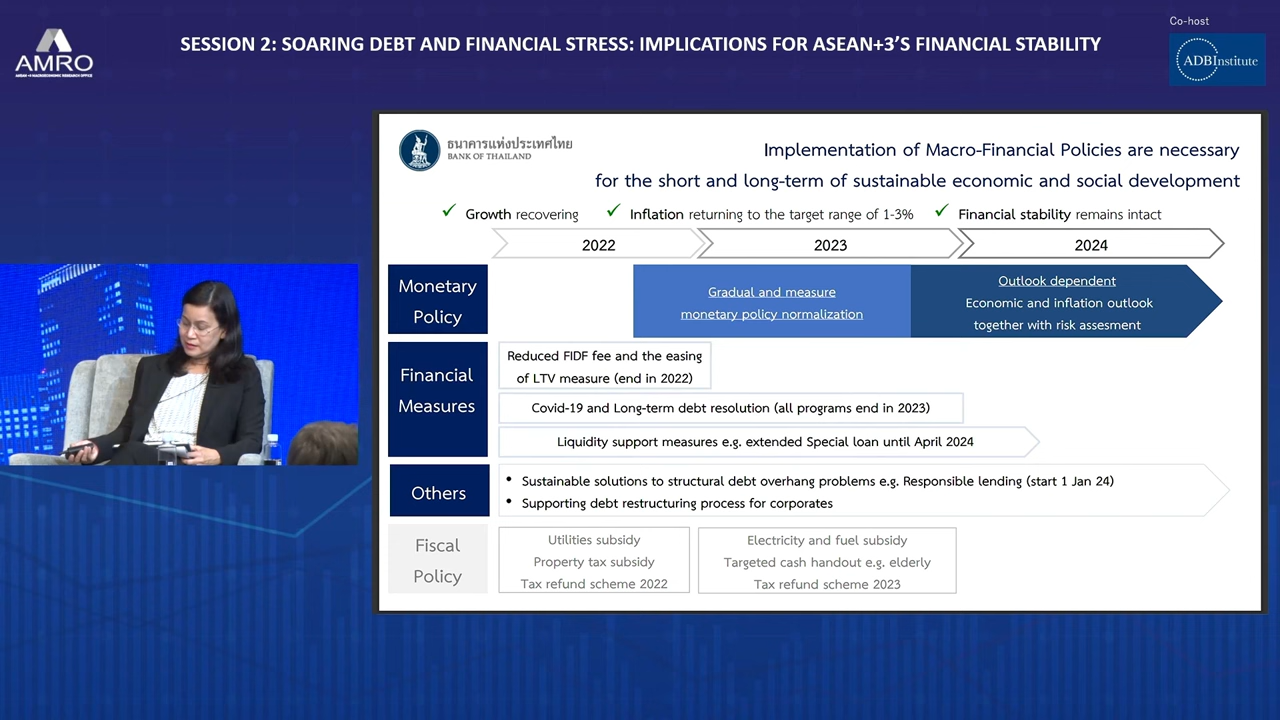 Co-host
AMRO
ASEAN+3 MACROECONOMIC RESEARCH OFFICE
SESSION 2: SOARING DEBT AND FINANCIAL STRESS: IMPLICATIONS FOR ASEAN+3'S FINANCIAL STABILITY
ADBInstitute
ธนาคารแห่งประเทศไทย
BANK OF THAILAND
Implementation of Macro-Financial Policies are necessary
for the short and long-term of sustainable economic and social development
Growth recovering
Inflation returning to the target range of 1-3%
Financial stability remains intact
2022
2023
2024
Monetary
Policy
Gradual and measure
monetary policy normalization
Outlook dependent
Economic and inflation outlook
together with risk assesment
Financial
Measures
Reduced FIDF fee and the easing
of LTV measure (end in 2022)
Covid-19 and Long-term debt resolution (all programs end in 2023)
Liquidity support measures e.g. extended Special loan until April 2024
Others
• Sustainable solutions to structural debt overhang problems e.g. Responsible lending (start 1 Jan 24)
• Supporting debt restructuring process for corporates
Fiscal
Policy
Utilities subsidy
Property tax subsidy
Tax refund scheme 2022
Electricity and fuel subsidy
Targeted cash handout e.g. elderly
Tax refund scheme 2023